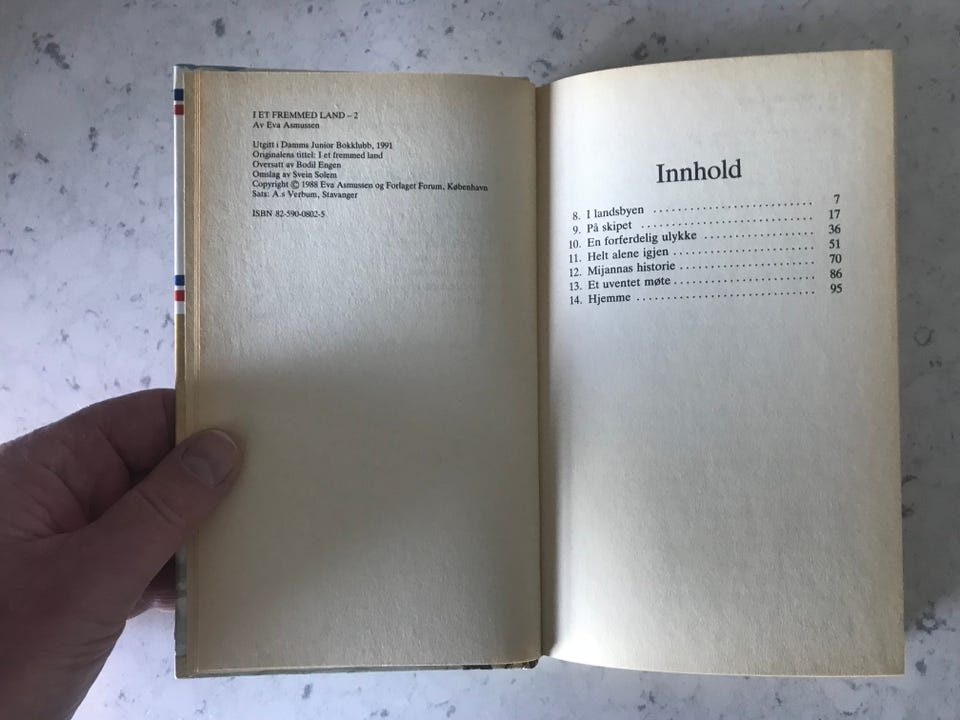 I ET FREMMED LAND – 2
Av Eva Asmussen
Utgitt i Damms Junior Bokklubb, 1991
Originalens tittel: I et fremmed land
Oversatt av Bodil Engen
Omslag av Svein Solem
Copyright © 1988 Eva Asmussen og Forlaget Forum, København
Sats: A.s Verbum, Stavanger
ISBN 82-590-0802-5
Innhold
8. I landsbyen .......................... 7
9. På skipet ............................ 17
10. En forferdelig ulykke .................. 36
11. Helt alene igjen ...................... 51
12. Mijannas historie ..................... 70
13. Et uventet møte ...................... 86
14. Hjemme ............................ 95